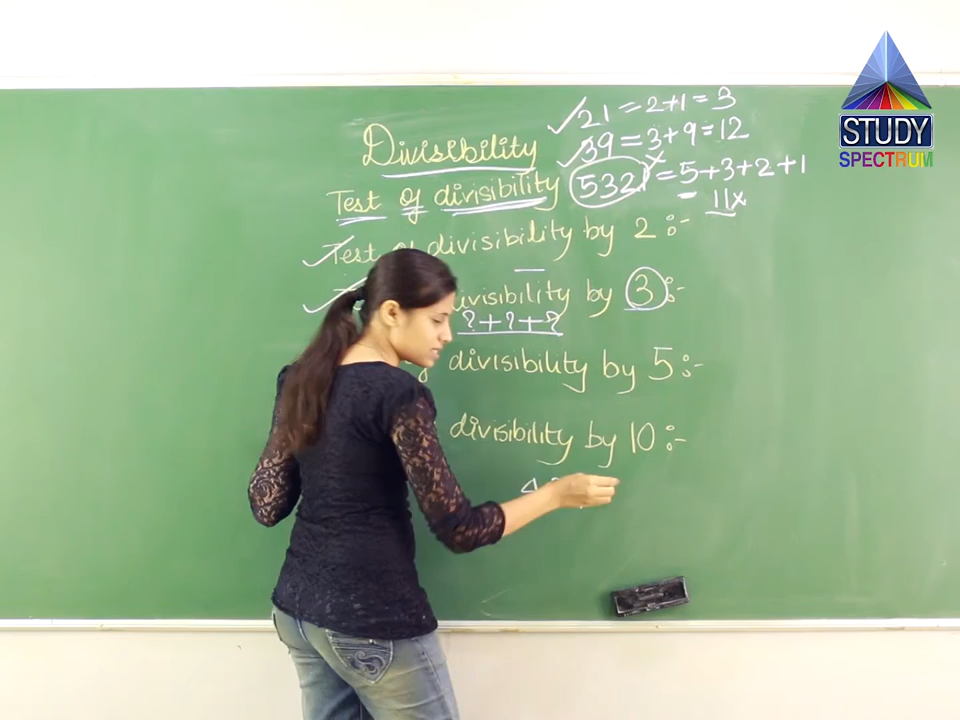 21 = 2+1 = 3
39 = 3+9 = 12
5321 x = 5+3+2+1
11x
Divisibility
Test of divisibility
Test of divisibility by 2 :-
divisibility by 3 :-
?+?+?
divisibility by 5 :-
divisibility by 10 :-
STUDY
SPECTRUM